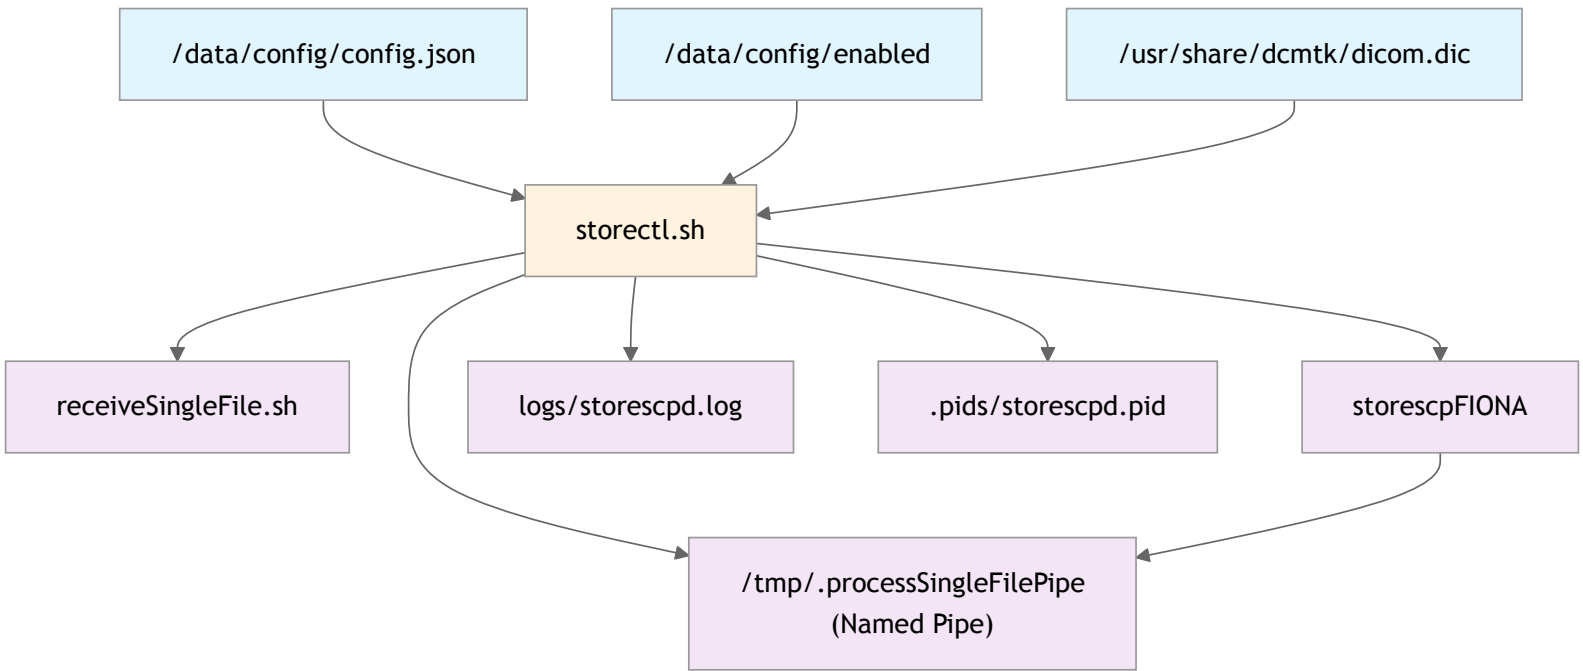 /data/config/config.json
/data/config/enabled
/usr/share/dcmtk/dicom.dic
storectl.sh
receiveSingleFile.sh
logs/storescpd.log
.pids/storescpd.pid
storescpFIONA
/tmp/.processSingleFilePipe
(Named Pipe)